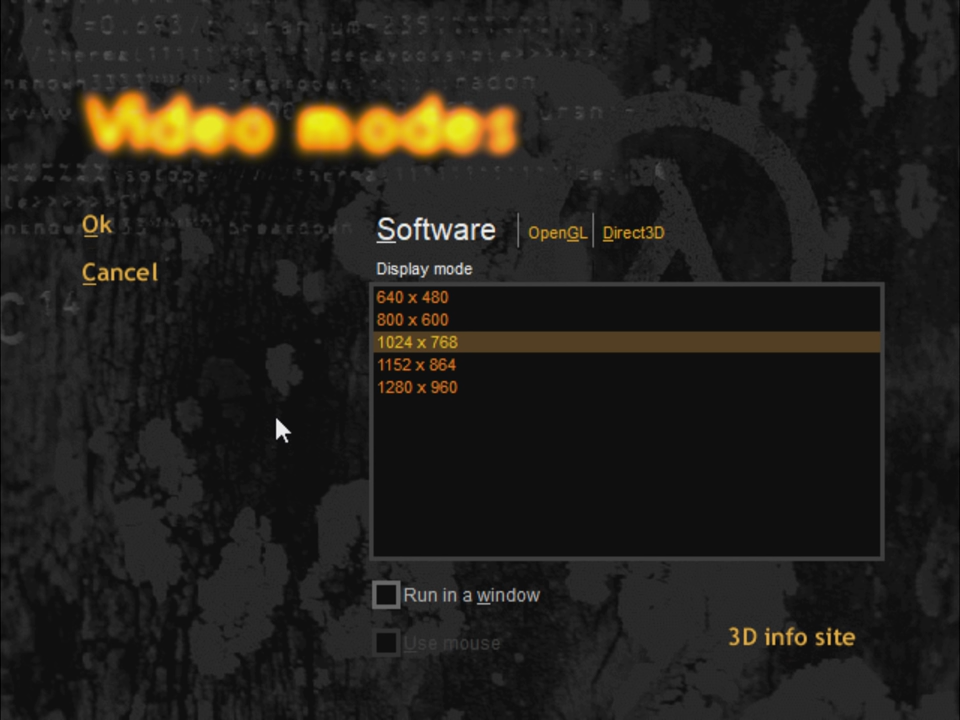 Video modes
Ok
Cancel
Software OpenGL Direct3D
Display mode
640 x 480
800 x 600
1024 x 768
1152 x 864
1280 x 960
Run in a window
Use mouse
3D info site